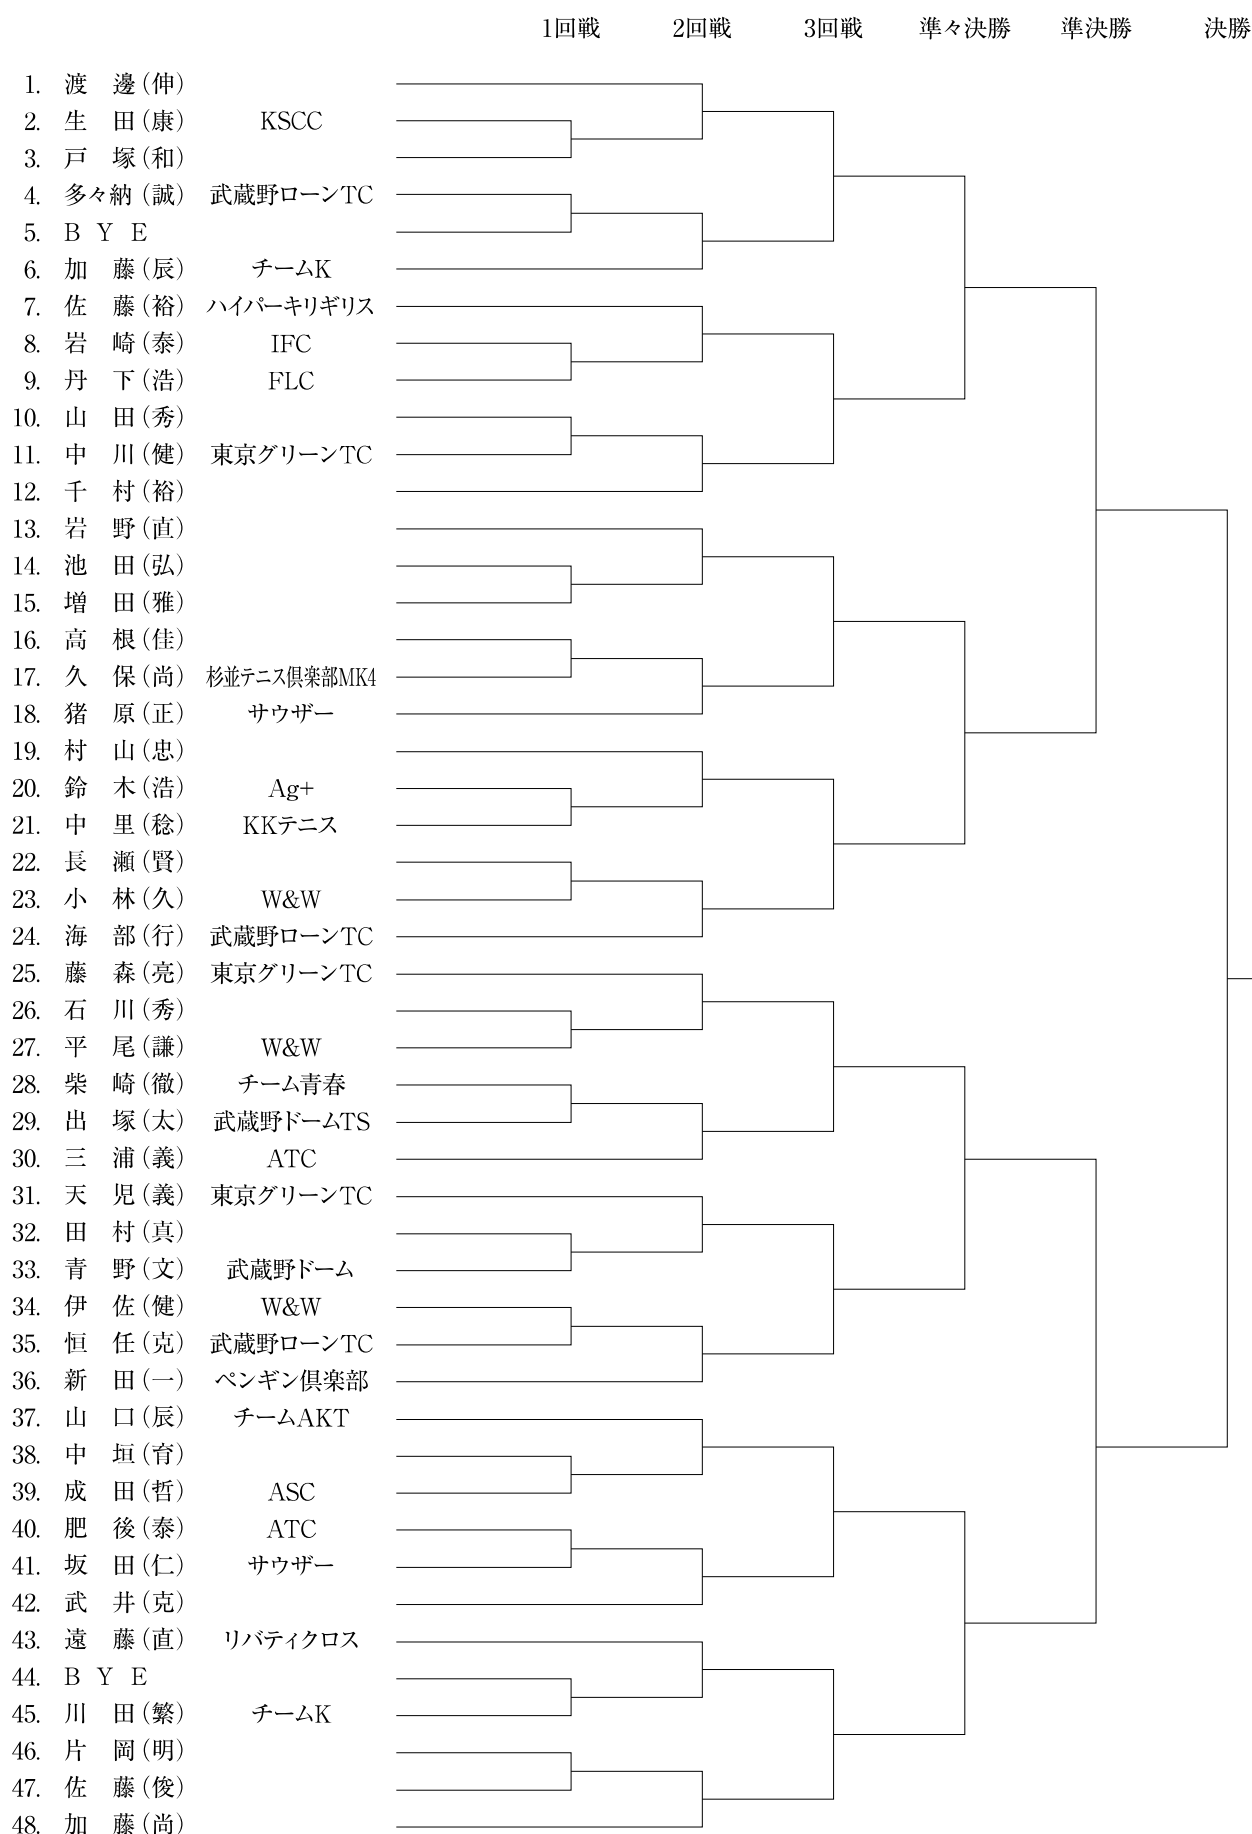 1回戦 2回戦 3回戦 準々決勝 準決勝 決勝
1. 渡 邊(伸)
2. 生 田(康) KSCC
3. 戸 塚(和)
4. 多々納(誠) 武蔵野ローンTC
5. B Y E
6. 加 藤(辰) チームK
7. 佐 藤(裕) ハイパーキリギリス
8. 岩 崎(泰) IFC
9. 丹 下(浩) FLC
10. 山 田(秀)
11. 中 川(健) 東京グリーンTC
12. 千 村(裕)
13. 岩 野(直)
14. 池 田(弘)
15. 増 田(雅)
16. 高 根(佳)
17. 久 保(尚) 杉並テニス倶楽部MK4
18. 猪 原(正) サウザー
19. 村 山(忠)
20. 鈴 木(浩) Ag+
21. 中 里(稔) KKテニス
22. 長 瀬(賢)
23. 小 林(久) W&W
24. 海 部(行) 武蔵野ローンTC
25. 藤 森(亮) 東京グリーンTC
26. 石 川(秀)
27. 平 尾(謙) W&W
28. 柴 崎(徹) チーム青春
29. 出 塚(太) 武蔵野ドームTS
30. 三 浦(義) ATC
31. 天 児(義) 東京グリーンTC
32. 田 村(真)
33. 青 野(文) 武蔵野ドーム
34. 伊 佐(健) W&W
35. 恒 任(克) 武蔵野ローンTC
36. 新 田(一) ペンギン倶楽部
37. 山 口(辰) チームAKT
38. 中 垣(育)
39. 成 田(哲) ASC
40. 肥 後(泰) ATC
41. 坂 田(仁) サウザー
42. 武 井(克)
43. 遠 藤(直) リバティクロス
44. B Y E
45. 川 田(繁) チームK
46. 片 岡(明)
47. 佐 藤(俊)
48. 加 藤(尚)